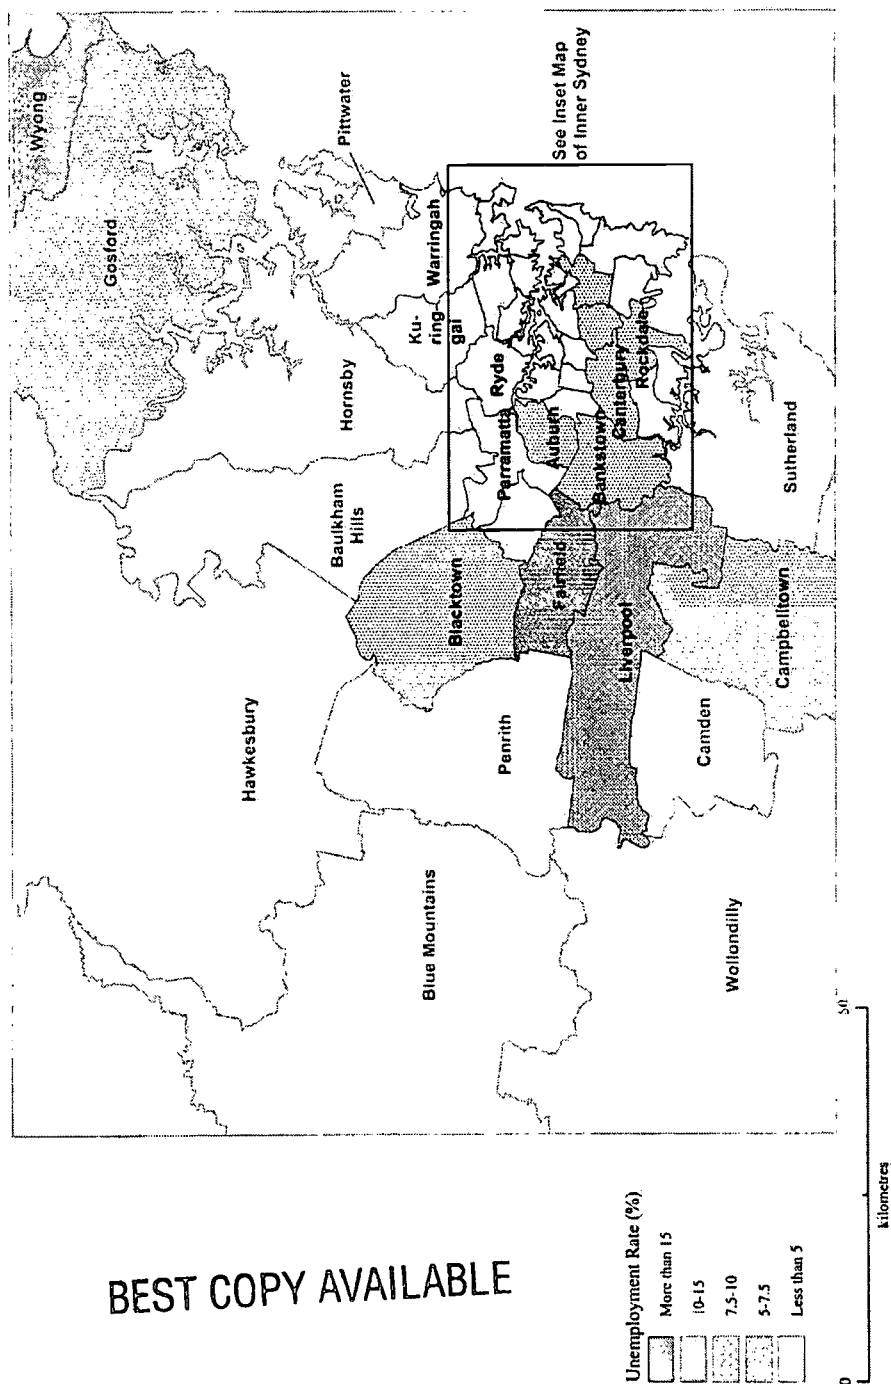 Wyong
Gosford
Pittwater
Hornsby
Warringah
Ku-
ring-
gai
See Inset Map
of Inner Sydney
Baulkham
Hills
Ryde
Parramatta
Auburn
Canterbury
Rockdale
Bankstown
Sutherland
Hawkesbury
Blacktown
Fairfield
Liverpool
Campbelltown
Penrith
Camden
Blue Mountains
Wollondilly
BEST COPY AVAILABLE
Unemployment Rate (%)
More than 15
10-15
7.5-10
5-7.5
Less than 5
0
50
kilometres